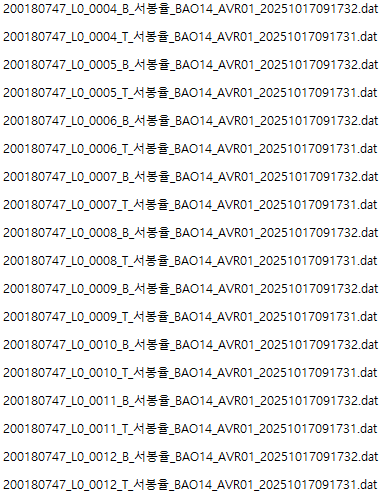 200180747_L0_0004_B_서봉율_BAO14_AVR01_20251017091732.dat
200180747_L0_0004_T_서봉율_BAO14_AVR01_20251017091731.dat
200180747_L0_0005_B_서봉율_BAO14_AVR01_20251017091732.dat
200180747_L0_0005_T_서봉율_BAO14_AVR01_20251017091731.dat
200180747_L0_0006_B_서봉율_BAO14_AVR01_20251017091732.dat
200180747_L0_0006_T_서봉율_BAO14_AVR01_20251017091731.dat
200180747_L0_0007_B_서봉율_BAO14_AVR01_20251017091732.dat
200180747_L0_0007_T_서봉율_BAO14_AVR01_20251017091731.dat
200180747_L0_0008_B_서봉율_BAO14_AVR01_20251017091732.dat
200180747_L0_0008_T_서봉율_BAO14_AVR01_20251017091731.dat
200180747_L0_0009_B_서봉율_BAO14_AVR01_20251017091732.dat
200180747_L0_0009_T_서봉율_BAO14_AVR01_20251017091731.dat
200180747_L0_0010_B_서봉율_BAO14_AVR01_20251017091732.dat
200180747_L0_0010_T_서봉율_BAO14_AVR01_20251017091731.dat
200180747_L0_0011_B_서봉율_BAO14_AVR01_20251017091732.dat
200180747_L0_0011_T_서봉율_BAO14_AVR01_20251017091731.dat
200180747_L0_0012_B_서봉율_BAO14_AVR01_20251017091732.dat
200180747_L0_0012_T_서봉율_BAO14_AVR01_20251017091731.dat